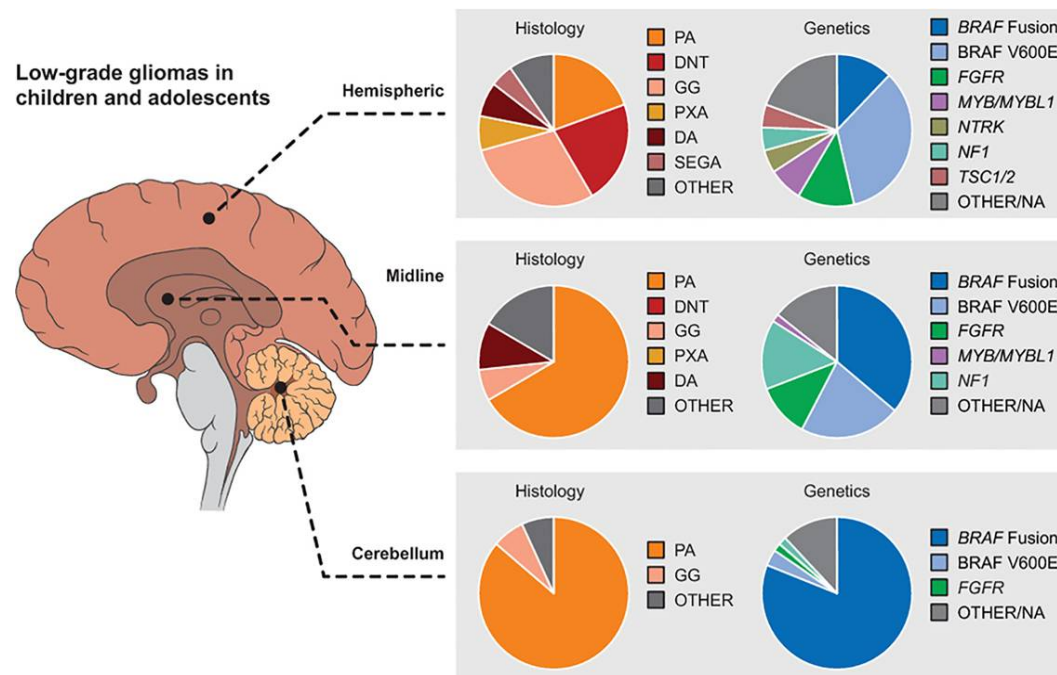 Low-grade gliomas in
children and adolescents
Hemispheric
Histology
PA
DNT
GG
PXA
DA
SEGA
OTHER
Genetics
BRAF Fusion
BRAF V600E
FGFR
MYB/MYBL1
NTRK
NF1
TSC1/2
OTHER/NA
Midline
Histology
PA
DNT
GG
PXA
DA
OTHER
Genetics
BRAF Fusion
BRAF V600E
FGFR
MYB/MYBL1
NF1
OTHER/NA
Cerebellum
Histology
PA
GG
OTHER
Genetics
BRAF Fusion
BRAF V600E
FGFR
OTHER/NA